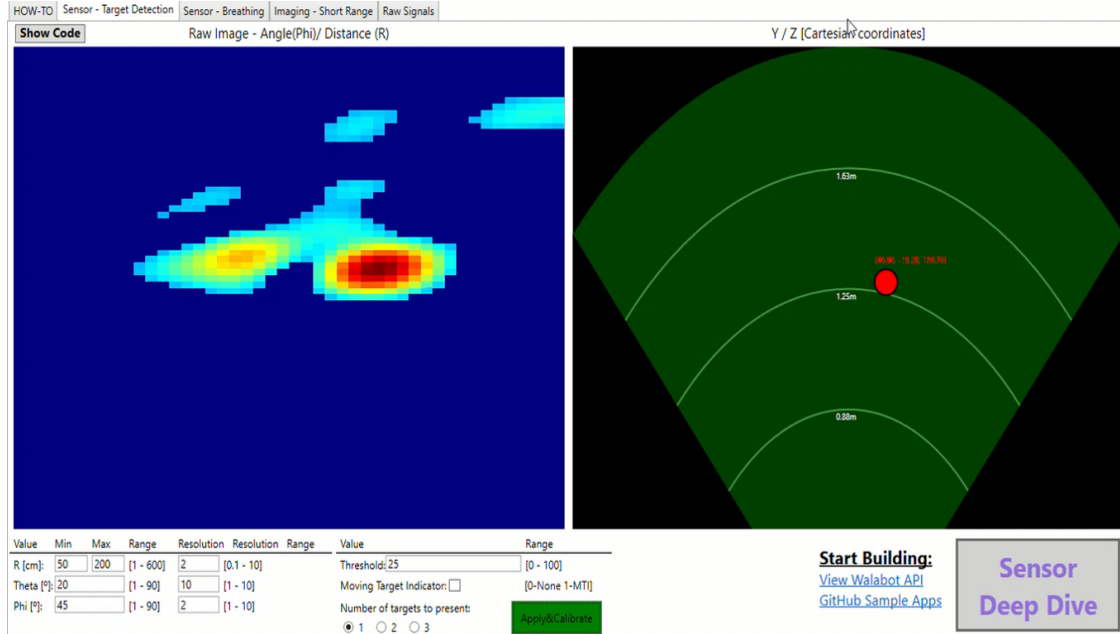 HOW-TO Sensor - Target Detection Sensor - Breathing Imaging - Short Range Raw Signals
Show Code Raw Image - Angle(Phi)/ Distance (R) Y / Z [Cartesian coordinates]
1.63m
1.25m
0.88m
Value Min Max Range Resolution Resolution Range Value Range
R [cm]: 50 200 [1 - 600] 2 [0.1 - 10] Threshold: 25 [0 - 100]
Theta [º]: 20 [1 - 90] 10 [1 - 10] Moving Target Indicator: [0-None 1-MTI]
Phi [º]: 45 [1 - 90] 2 [1 - 10] Number of targets to present:
1 2 3
Apply&Calibrate
Start Building:
View Walabot API
GitHub Sample Apps
Sensor
Deep Dive